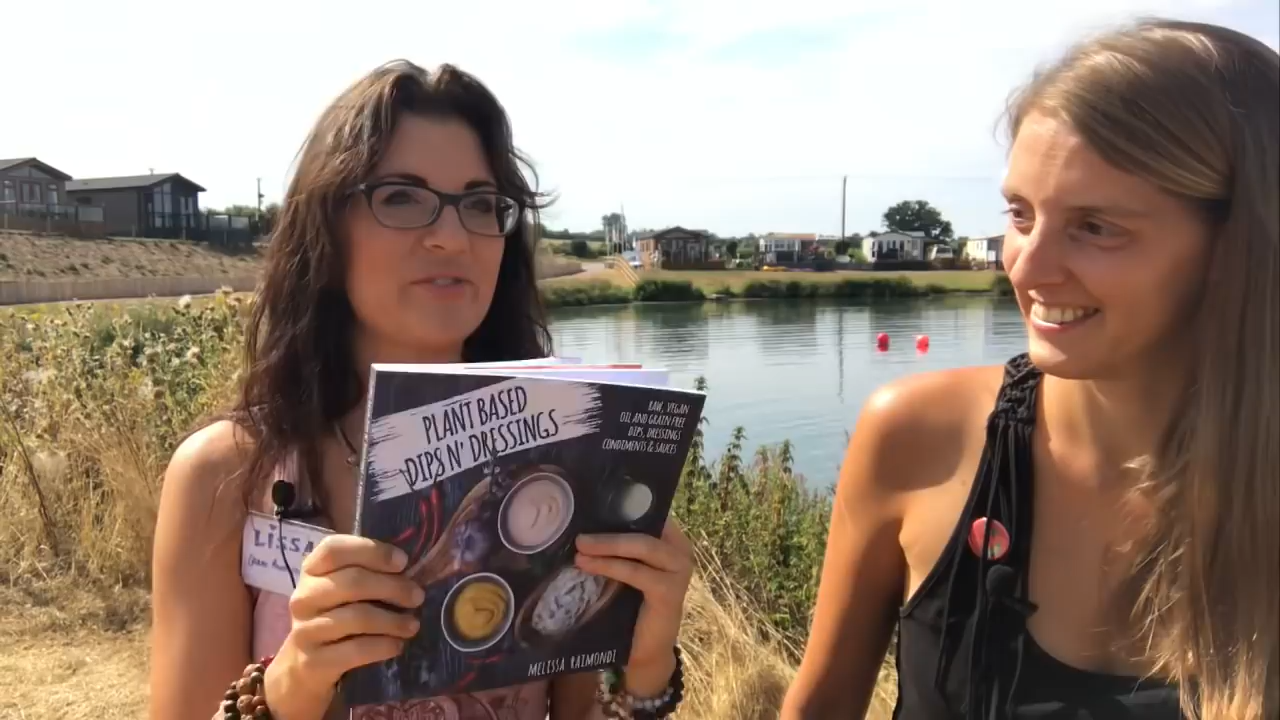 PLANT BASED
DIPS N' DRESSINGS
RAW, VEGAN
OIL AND GRAIN FREE
DIPS, DRESSINGS
CONDIMENTS & SAUCES
LISSA
MELISSA RAIMONDI